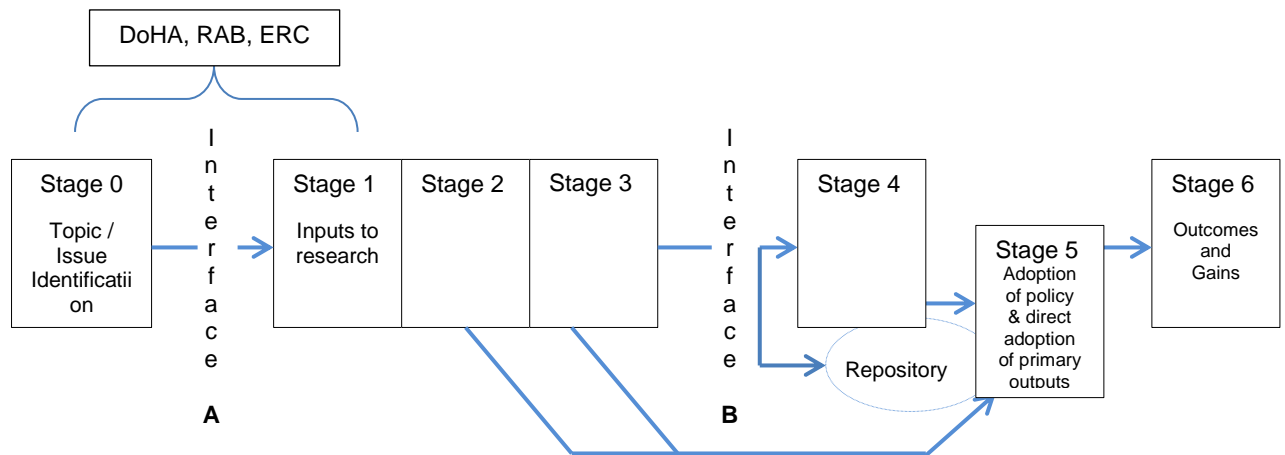 DoHA, RAB, ERC
Stage 0
Topic /
Issue
Identificatii
on
I
n
t
e
r
f
a
c
e
A
Stage 1
Inputs to
research
Stage 2
Stage 3
I
n
t
e
r
f
a
c
e
B
Stage 4
Repository
Stage 5
Adoption
of policy
& direct
adoption
of primary
outputs
Stage 6
Outcomes
and
Gains